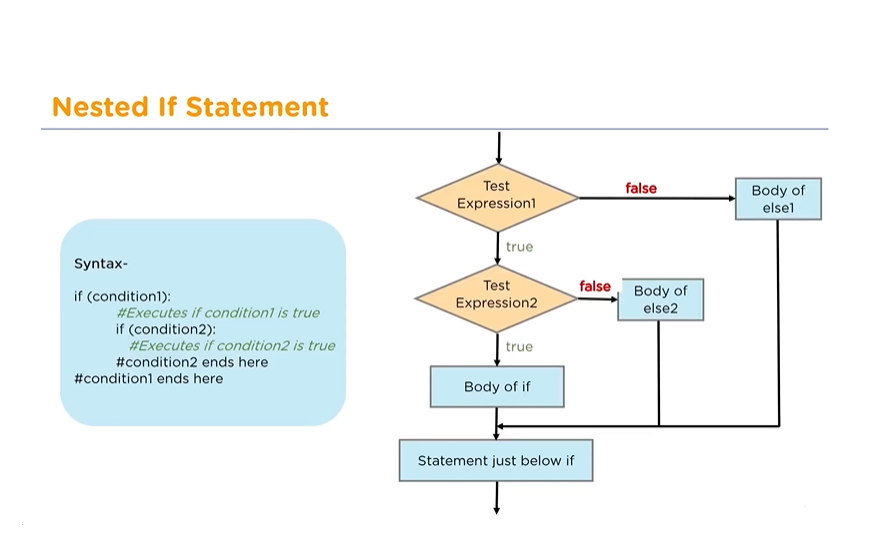 Nested If Statement
Syntax-
if (condition1):
#Executes if condition1 is true
if (condition2):
#Executes if condition2 is true
#condition2 ends here
#condition1 ends here
Test
Expression1
false
Body of
else1
true
Test
Expression2
false
Body of
else2
true
Body of if
Statement just below if